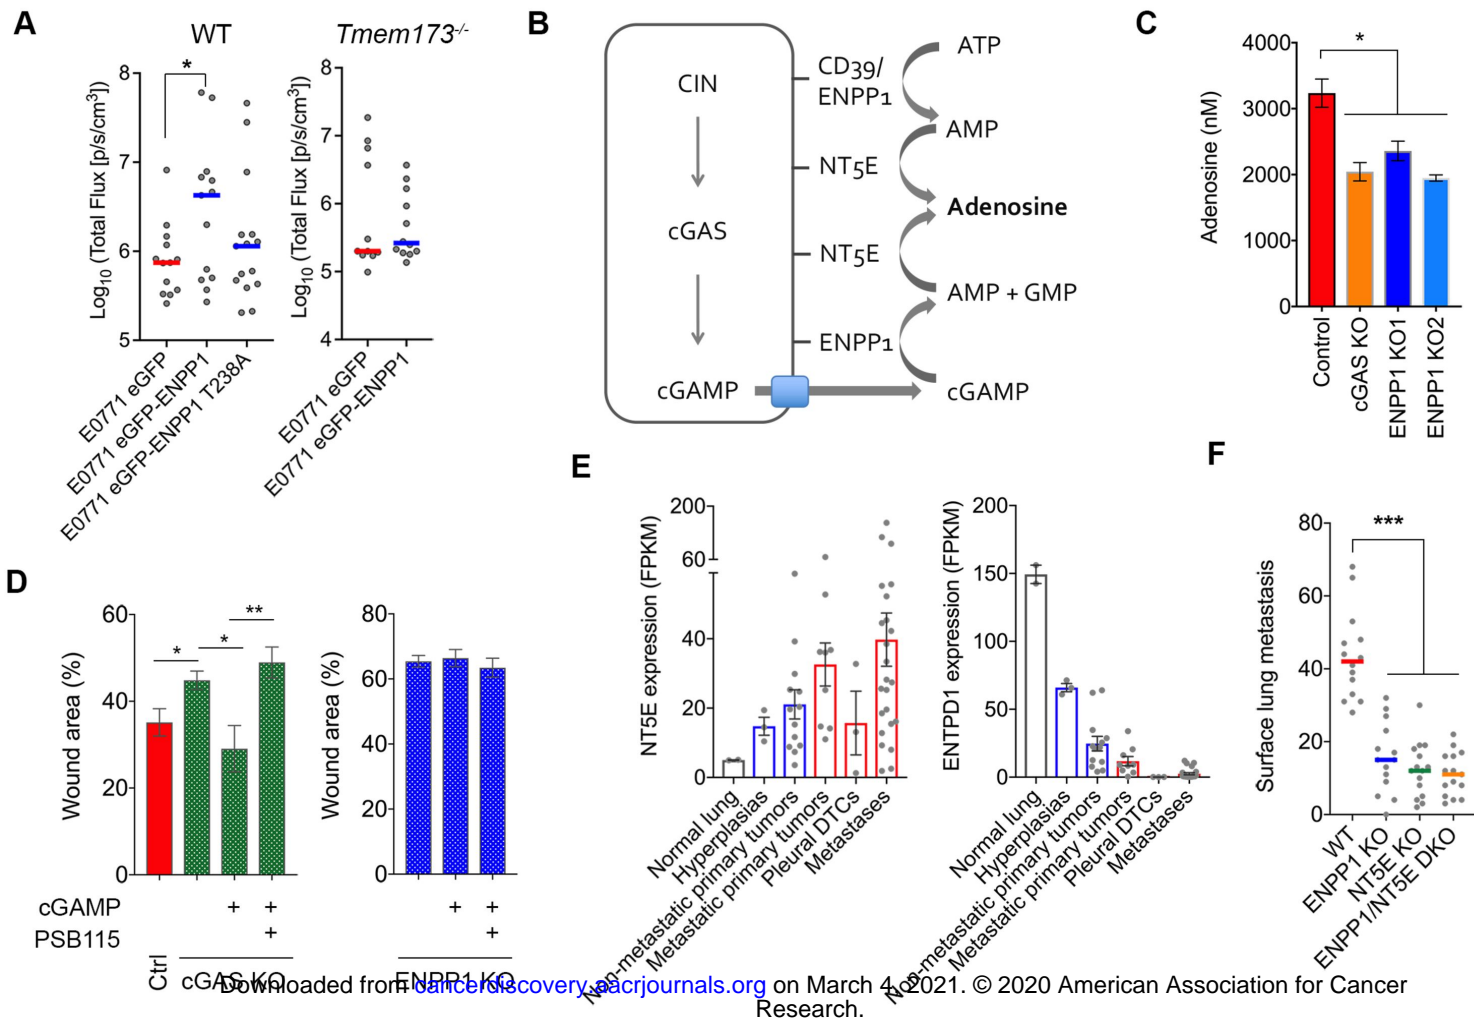 A
WT
Tmem173-/-
Log10 (Total Flux [p/s/cm3])
8
7
6
5
*
E0771 eGFP
E0771 eGFP-ENPP1
E0771 eGFP-ENPP1 T238A
Log10 (Total Flux [p/s/cm3])
8
7
6
5
4
E0771 eGFP
E0771 eGFP-ENPP1
B
CIN
cGAS
cGAMP
CD39/
ENPP1
NT5E
NT5E
ENPP1
ATP
AMP
Adenosine
AMP + GMP
cGAMP
C
Adenosine (nM)
4000
3000
2000
1000
0
*
Control
cGAS KO
ENPP1 KO1
ENPP1 KO2
D
Wound area (%)
60
40
20
0
*
*
**
Wound area (%)
80
60
40
20
0
cGAMP + + + +
PSB115 + +
Ctrl
cGAS KO
ENPP1 KO
E
NT5E expression (FPKM)
200
60
40
20
0
Normal lung
Hyperplasias
Non-metastatic primary tumors
Metastatic primary tumors
Pleural DTCs
Metastases
ENTPD1 expression (FPKM)
200
150
100
50
0
Normal lung
Hyperplasias
Non-metastatic primary tumors
Metastatic primary tumors
Pleural DTCs
Metastases
F
Surface lung metastasis
80
60
40
20
0
***
WT
ENPP1 KO
NT5E KO
ENPP1/NT5E DKO
Downloaded from cancerdiscovery.aacrjournals.org on March 4, 2021. © 2020 American Association for Cancer
Research.